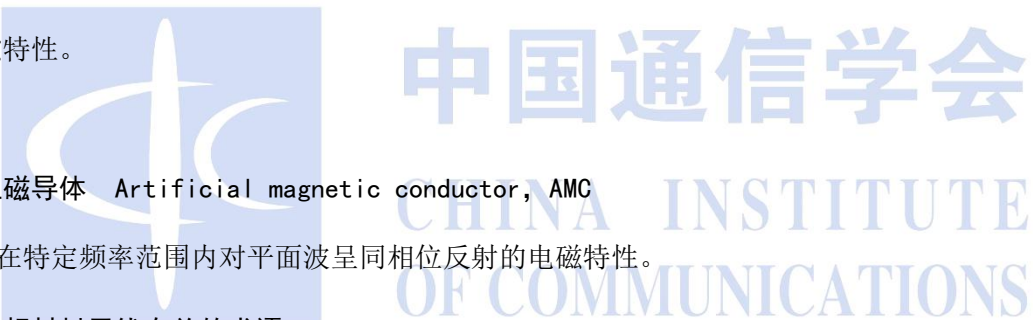 特性。
中国通信学会
磁导体 Artificial magnetic conductor, AMC
CHINA INSTITUTE
在特定频率范围内对平面波呈同相位反射的电磁特性。
OF COMMUNICATIONS